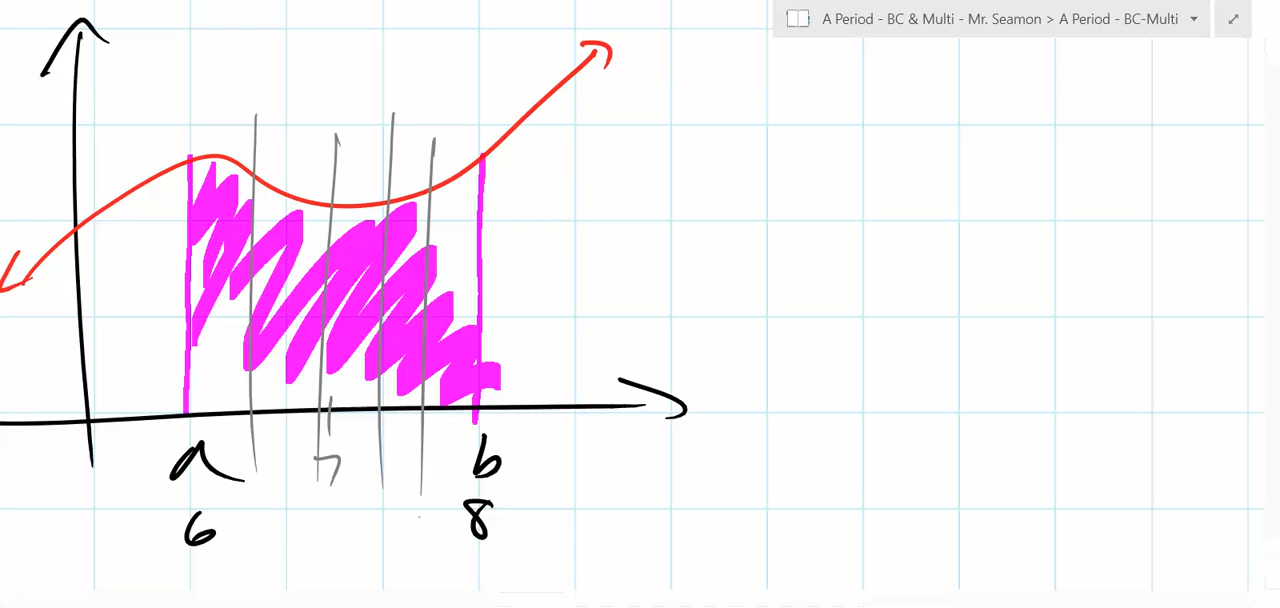 A Period - BC & Multi - Mr. Seamon > A Period - BC-Multi
a 7 b
6 8